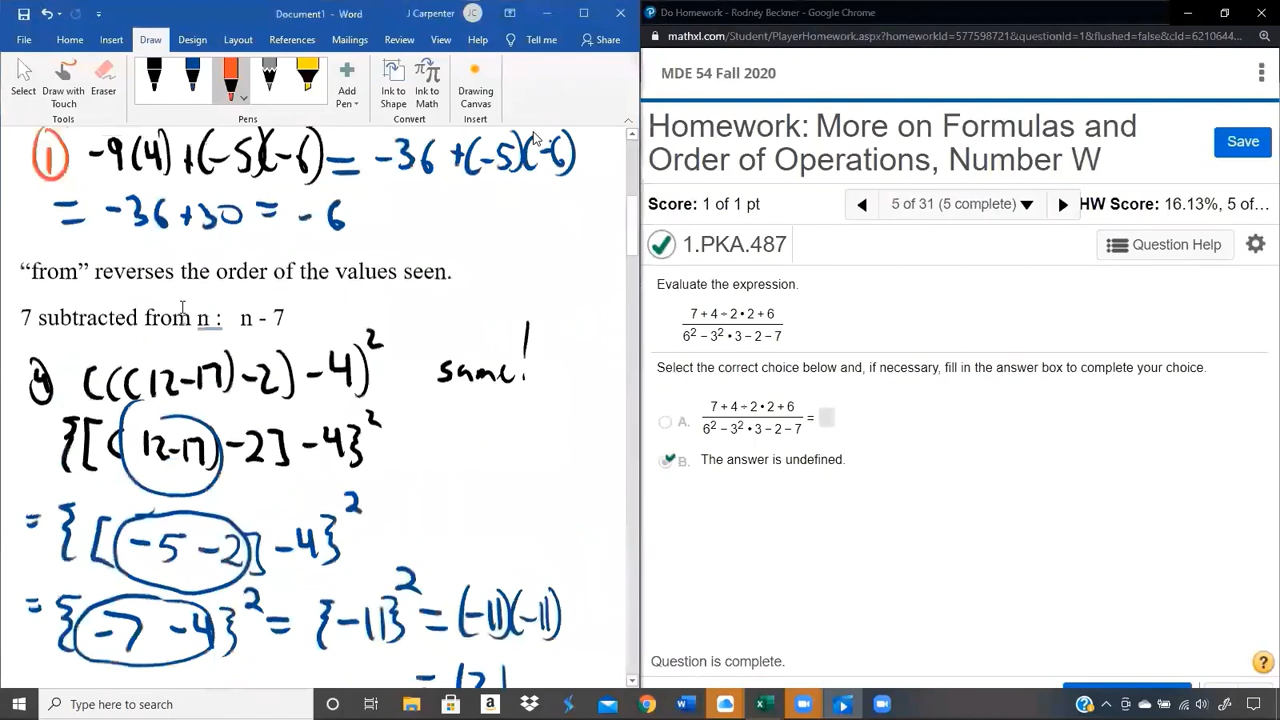 Document1 - Word
J Carpenter
JC
File Home Insert Draw Design Layout References Mailings Review View Help Tell me Share
Select
Draw with Touch
Eraser
Add Pen
Ink to Shape
Ink to Math
Drawing Canvas
Tools
Pens
Convert
Insert
① -9(4) +(-5)(-6) = -36 +(-5)(-6)
= -36+30 = -6
“from” reverses the order of the values seen.
7 subtracted from n : n - 7
④ (((12-17)-2)-4)² same!
{[(12-17)-2]-4}²
= {[-5-2]-4}²
= {-7-4}² = {-11}² = (-11)(-11)
= 121
Type here to search
Do Homework - Rodney Beckner - Google Chrome
mathxl.com/Student/PlayerHomework.aspx?homeworkId=577598721&questionId=1&flushed=false&cId=6210644...
MDE 54 Fall 2020
Homework: More on Formulas and
Order of Operations, Number W
Save
Score: 1 of 1 pt
5 of 31 (5 complete)
HW Score: 16.13%, 5 of...
1.PKA.487
Question Help
Evaluate the expression.
7 + 4 ÷ 2 • 2 + 6
6² − 3² • 3 − 2 − 7
Select the correct choice below and, if necessary, fill in the answer box to complete your choice.
A. 7 + 4 ÷ 2 • 2 + 6
6² − 3² • 3 − 2 − 7 =
B. The answer is undefined.
Question is complete.
?